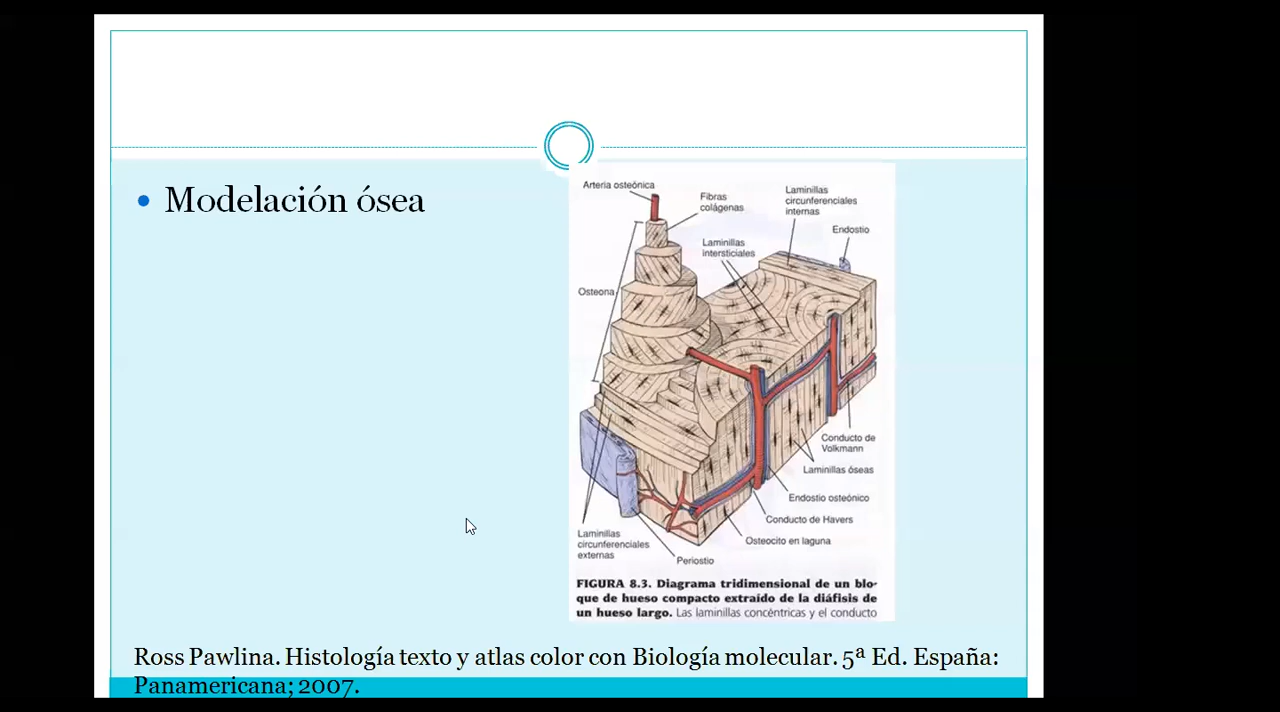 Modelación ósea
Arteria osteónica
Fibras
colágenas
Laminillas
circunferenciales
internas
Endostio
Laminillas
intersticiales
Osteona
Conducto de
Volkmann
Laminillas óseas
Endostio osteónico
Conducto de Havers
Osteocito en laguna
Laminillas
circunferenciales
externas
Periostio
FIGURA 8.3. Diagrama tridimensional de un blo-
que de hueso compacto extraído de la diáfisis de
un hueso largo. Las laminillas concéntricas y el conducto
Ross Pawlina. Histología texto y atlas color con Biología molecular. 5ª Ed. España:
Panamericana; 2007.